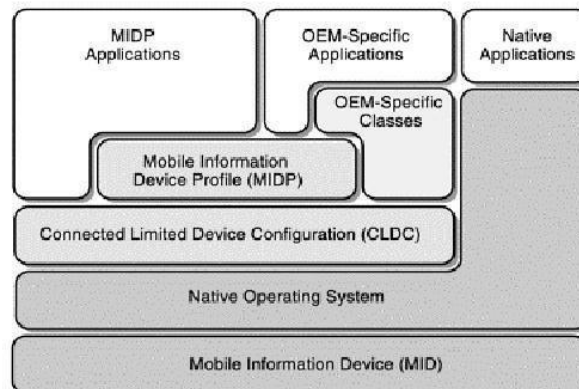 MIDP
Applications
OEM-Specific
Applications
Native
Applications
OEM-Specific
Classes
Mobile Information
Device Profile (MIDP)
Connected Limited Device Configuration (CLDC)
Native Operating System
Mobile Information Device (MID)